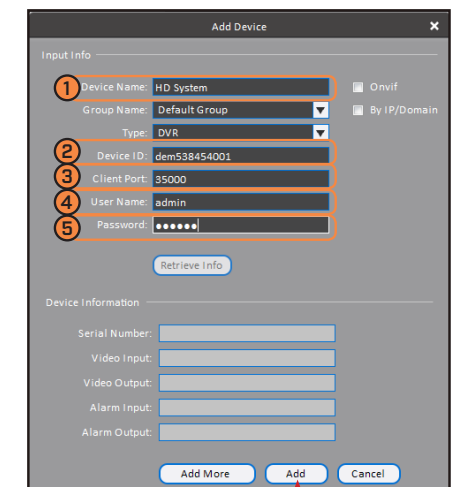 Add Device
Input Info
1 Device Name: HD System Onvif
Group Name: Default Group By IP/Domain
Type: DVR
2 Device ID: dem538454001
3 Client Port: 35000
4 User Name: admin
5 Password: ●●●●●●
Retrieve Info
Device Information
Serial Number:
Video Input:
Video Output:
Alarm Input:
Alarm Output:
Add More Add Cancel